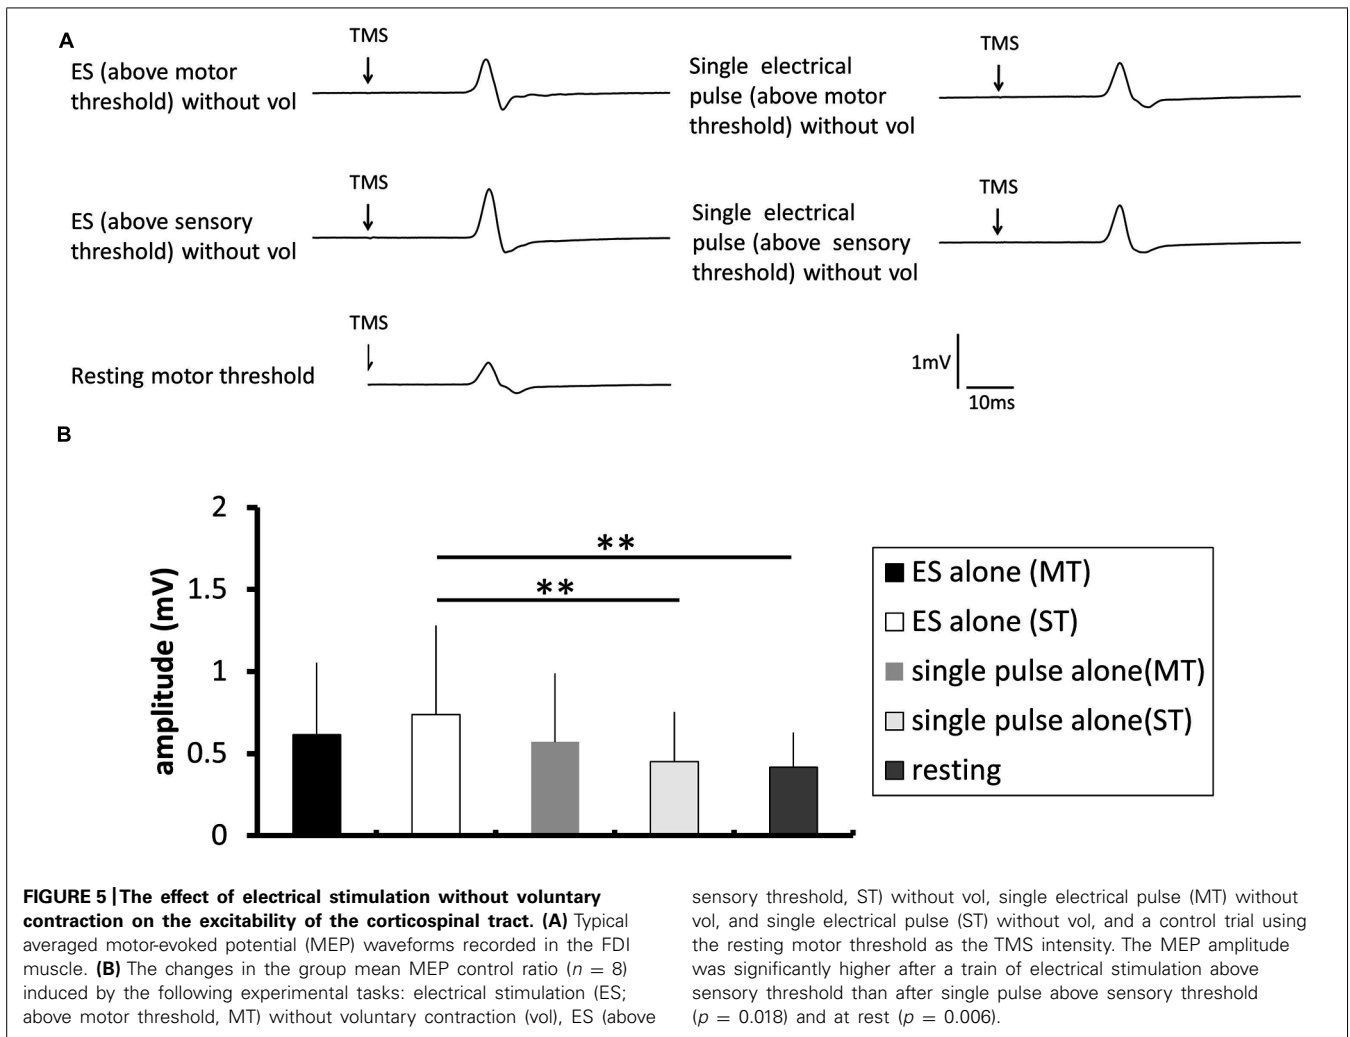 A
TMS
ES (above motor
threshold) without vol
TMS
Single electrical
pulse (above motor
threshold) without vol
TMS
ES (above sensory
threshold) without vol
TMS
Single electrical
pulse (above sensory
threshold) without vol
TMS
Resting motor threshold
1mV
10ms
B
amplitude (mV)
2
1.5
1
0.5
0
**
**
ES alone (MT)
ES alone (ST)
single pulse alone(MT)
single pulse alone(ST)
resting
FIGURE 5 | The effect of electrical stimulation without voluntary
contraction on the excitability of the corticospinal tract. (A) Typical
averaged motor-evoked potential (MEP) waveforms recorded in the FDI
muscle. (B) The changes in the group mean MEP control ratio (n = 8)
induced by the following experimental tasks: electrical stimulation (ES;
above motor threshold, MT) without voluntary contraction (vol), ES (above
sensory threshold, ST) without vol, single electrical pulse (MT) without
vol, and single electrical pulse (ST) without vol, and a control trial using
the resting motor threshold as the TMS intensity. The MEP amplitude
was significantly higher after a train of electrical stimulation above
sensory threshold than after single pulse above sensory threshold
(p = 0.018) and at rest (p = 0.006).